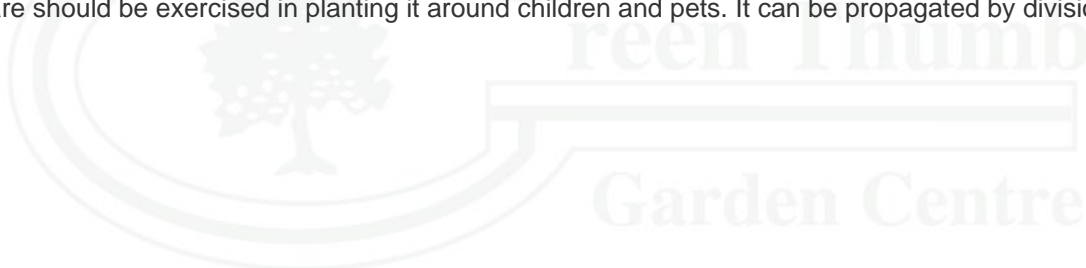 are should be exercised in planting it around children and pets. It can be propagated by divisi
reen Thumb
Garden Centre